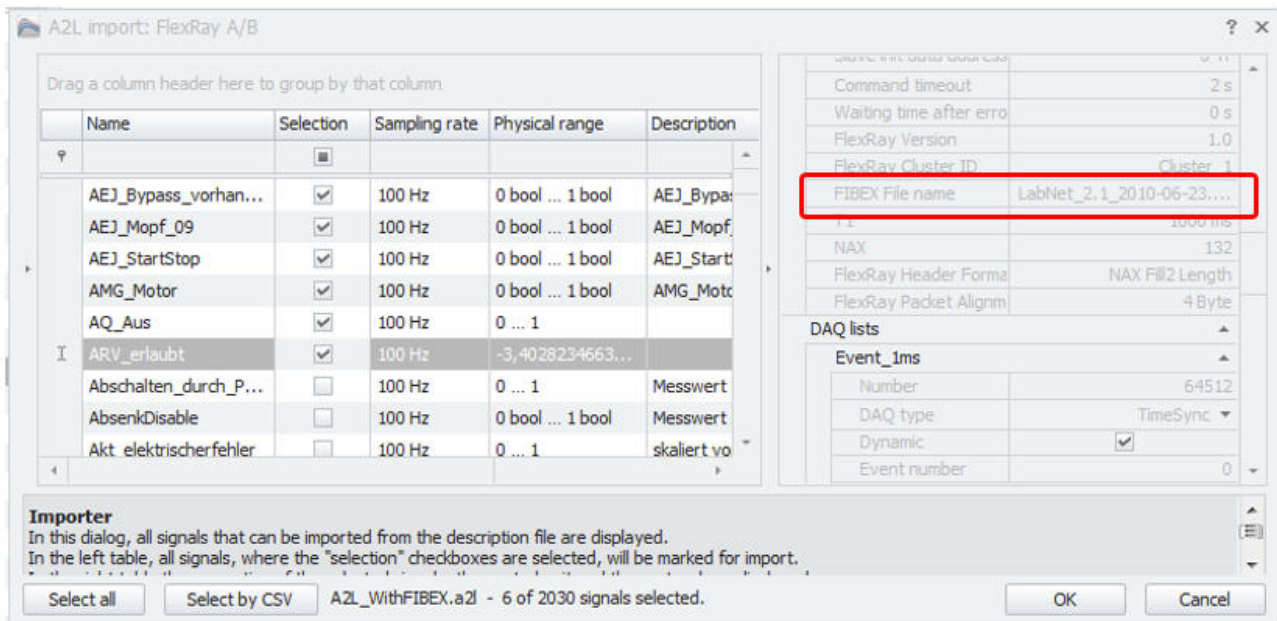 A2L import: FlexRay A/B
? ×
Drag a column header here to group by that column
Name Selection Sampling rate Physical range Description
AEJ_Bypass_vorhan... 100 Hz 0 bool ... 1 bool AEJ_Bypas
AEJ_Mopf_09 100 Hz 0 bool ... 1 bool AEJ_Mopf_
AEJ_StartStop 100 Hz 0 bool ... 1 bool AEJ_StartS
AMG_Motor 100 Hz 0 bool ... 1 bool AMG_Moto
AQ_Aus 100 Hz 0 ... 1
ARV_erlaubt 100 Hz -3,4028234663...
Abschalten_durch_P... 100 Hz 0 ... 1 Messwert
AbsenkDisable 100 Hz 0 bool ... 1 bool Messwert
Akt_elektrischerfehler 100 Hz 0 ... 1 skaliert vo
Command timeout 2 s
Waiting time after erro 0 s
FlexRay Version 1.0
FlexRay Cluster ID Cluster_1
FIBEX File name LabNet_2.1_2010-06-23....
T1 1000 ms
NAX 132
FlexRay Header Forma NAX Fill2 Length
FlexRay Packet Alignm 4 Byte
DAQ lists
Event_1ms
Number 64512
DAQ type TimeSync
Dynamic
Event number 0
Importer
In this dialog, all signals that can be imported from the description file are displayed.
In the left table, all signals, where the "selection" checkboxes are selected, will be marked for import.
Select all Select by CSV A2L_WithFIBEX.a2l - 6 of 2030 signals selected. OK Cancel